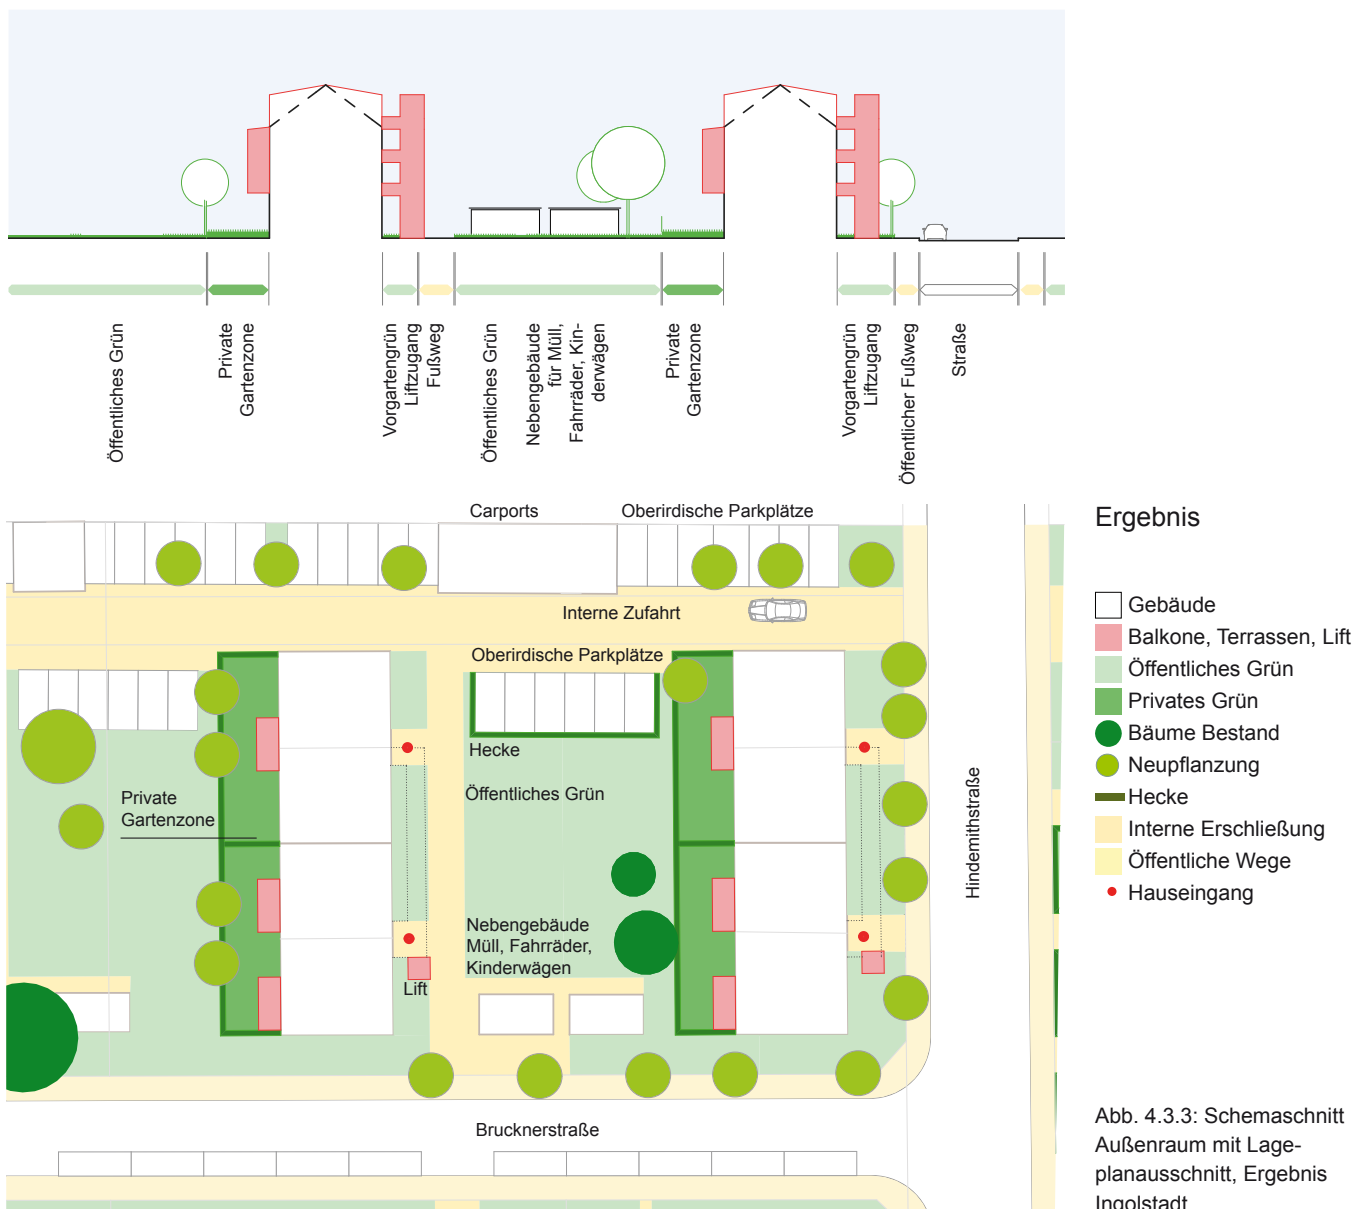 Öffentliches Grün
Private
Gartenzone
Vorgartengrün
Liftzugang
Fußweg
Öffentliches Grün
Nebengebäude
für Müll,
Fahrräder, Kin-
derwägen
Private
Gartenzone
Vorgartengrün
Liftzugang
Öffentlicher Fußweg
Straße
Carports
Oberirdische Parkplätze
Interne Zufahrt
Oberirdische Parkplätze
Hecke
Private
Gartenzone
Öffentliches Grün
Nebengebäude
Müll, Fahrräder,
Kinderwägen
Lift
Hindemithstraße
Brucknerstraße
Ergebnis
Gebäude
Balkone, Terrassen, Lift
Öffentliches Grün
Privates Grün
Bäume Bestand
Neupflanzung
Hecke
Interne Erschließung
Öffentliche Wege
Hauseingang
Abb. 4.3.3: Schemaschnitt
Außenraum mit Lage-
planausschnitt, Ergebnis
Ingolstadt